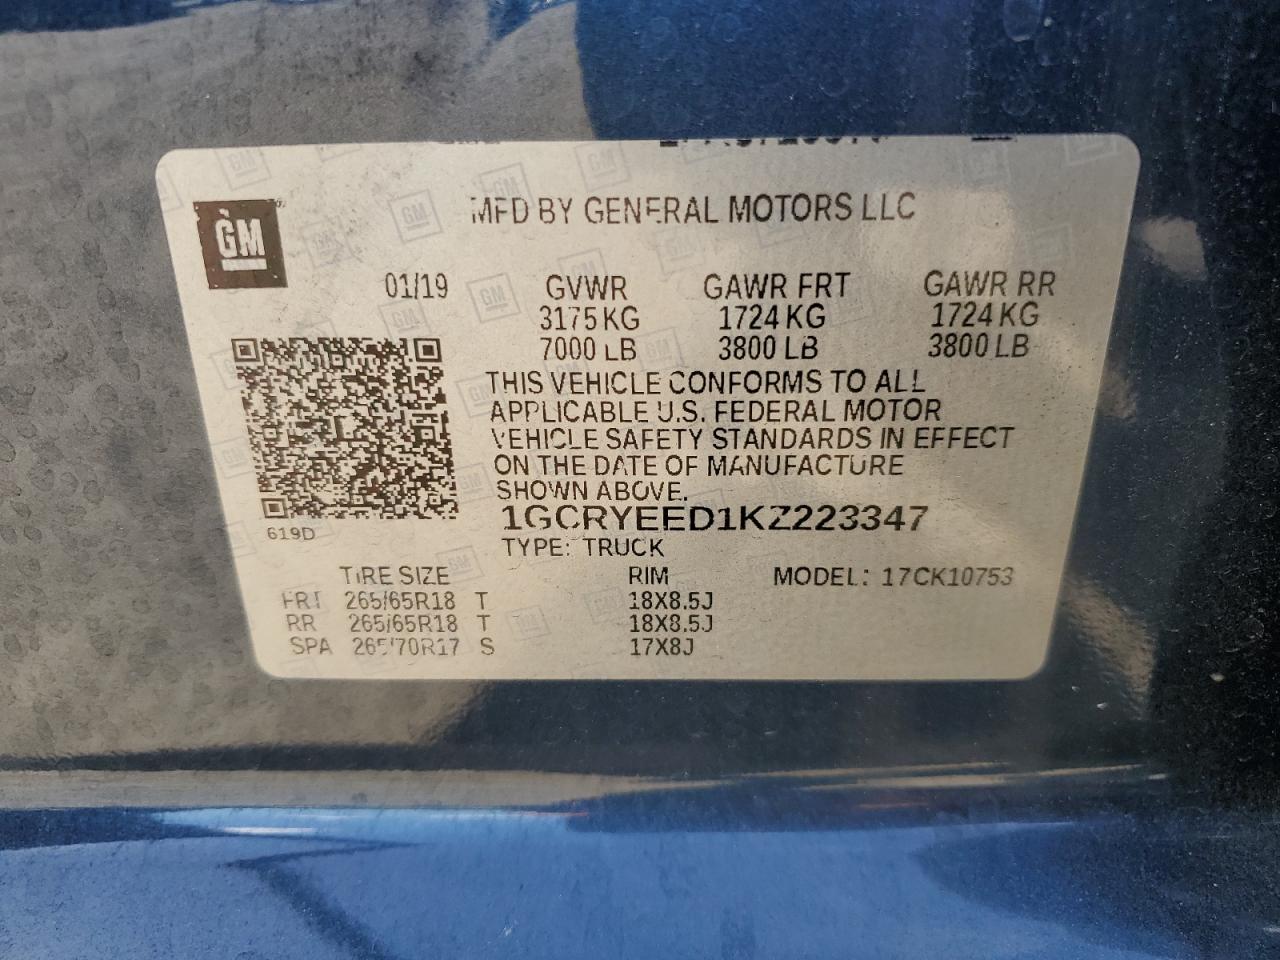 GM
MFD BY GENERAL MOTORS LLC
01/19 GVWR GAWR FRT GAWR RR
3175 KG 1724 KG 1724 KG
7000 LB 3800 LB 3800 LB
THIS VEHICLE CONFORMS TO ALL
APPLICABLE U.S. FEDERAL MOTOR
VEHICLE SAFETY STANDARDS IN EFFECT
ON THE DATE OF MANUFACTURE
SHOWN ABOVE.
1GCRYEED1KZ223347
619D
TYPE: TRUCK
TIRE SIZE RIM MODEL: 17CK10753
FRT 265/65R18 T 18X8.5J
RR 265/65R18 T 18X8.5J
SPA 265/70R17 S 17X8J